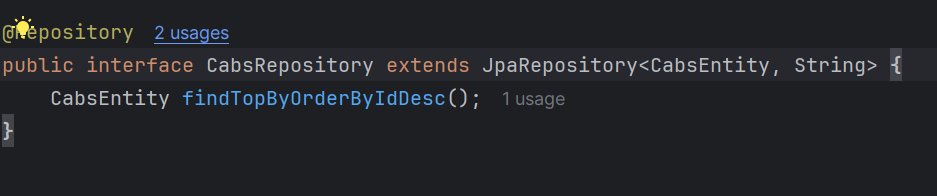 @Repository 2 usages
public interface CabsRepository extends JpaRepository<CabsEntity, String> {
CabsEntity findTopByOrderByIdDesc(); 1 usage
}